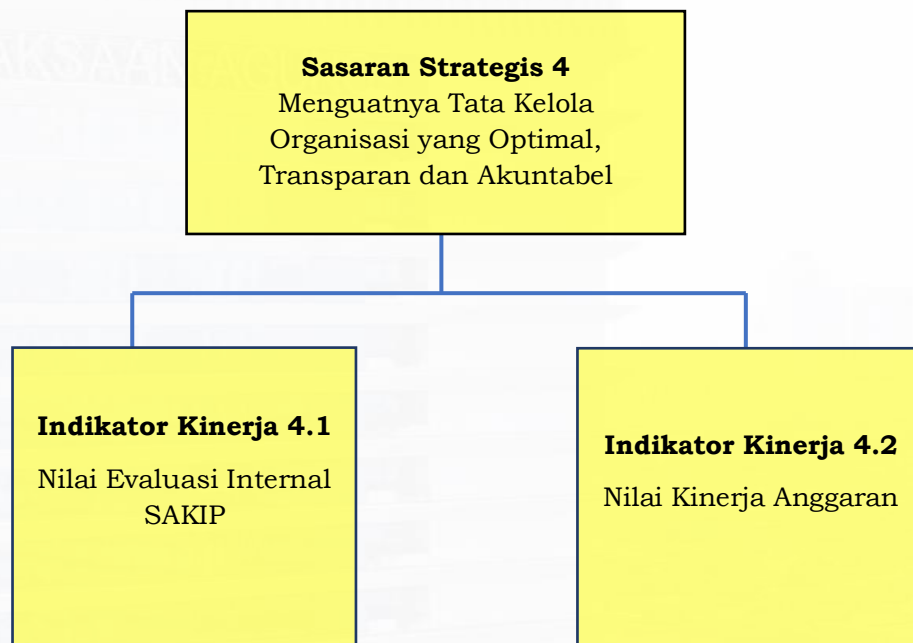 Sasaran Strategis 4
Menguatnya Tata Kelola
Organisasi yang Optimal,
Transparan dan Akuntabel
Indikator Kinerja 4.1
Nilai Evaluasi Internal
SAKIP
Indikator Kinerja 4.2
Nilai Kinerja Anggaran